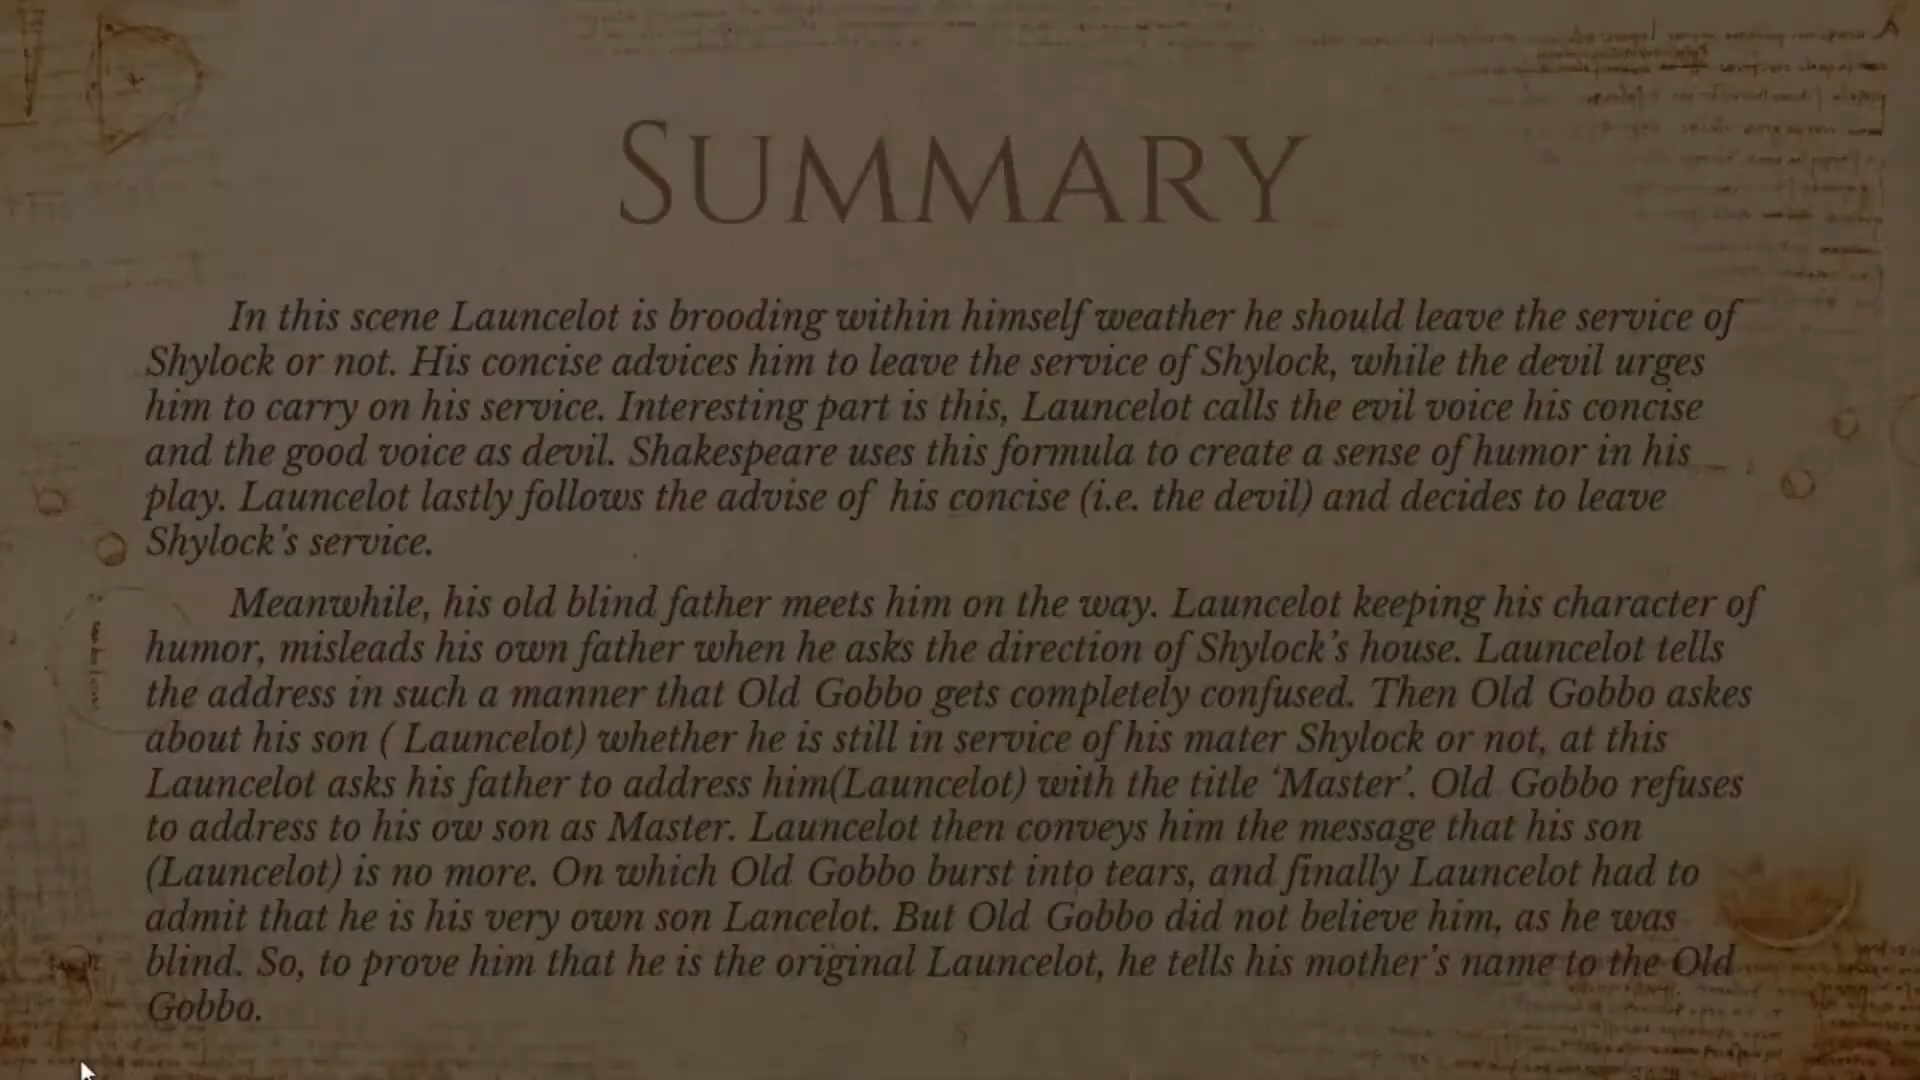 SUMMARY
In this scene Launcelot is brooding within himself weather he should leave the service of
Shylock or not. His concise advices him to leave the service of Shylock, while the devil urges
him to carry on his service. Interesting part is this, Launcelot calls the evil voice his concise
and the good voice as devil. Shakespeare uses this formula to create a sense of humor in his
play. Launcelot lastly follows the advise of his concise (i.e. the devil) and decides to leave
Shylock's service.
Meanwhile, his old blind father meets him on the way. Launcelot keeping his character of
humor, misleads his own father when he asks the direction of Shylock's house. Launcelot tells
the address in such a manner that Old Gobbo gets completely confused. Then Old Gobbo askes
about his son ( Launcelot) whether he is still in service of his mater Shylock or not, at this
Launcelot asks his father to address him(Launcelot) with the title ‘Master’. Old Gobbo refuses
to address to his ow son as Master. Launcelot then conveys him the message that his son
(Launcelot) is no more. On which Old Gobbo burst into tears, and finally Launcelot had to
admit that he is his very own son Lancelot. But Old Gobbo did not believe him, as he was
blind. So, to prove him that he is the original Launcelot, he tells his mother's name to the Old
Gobbo.